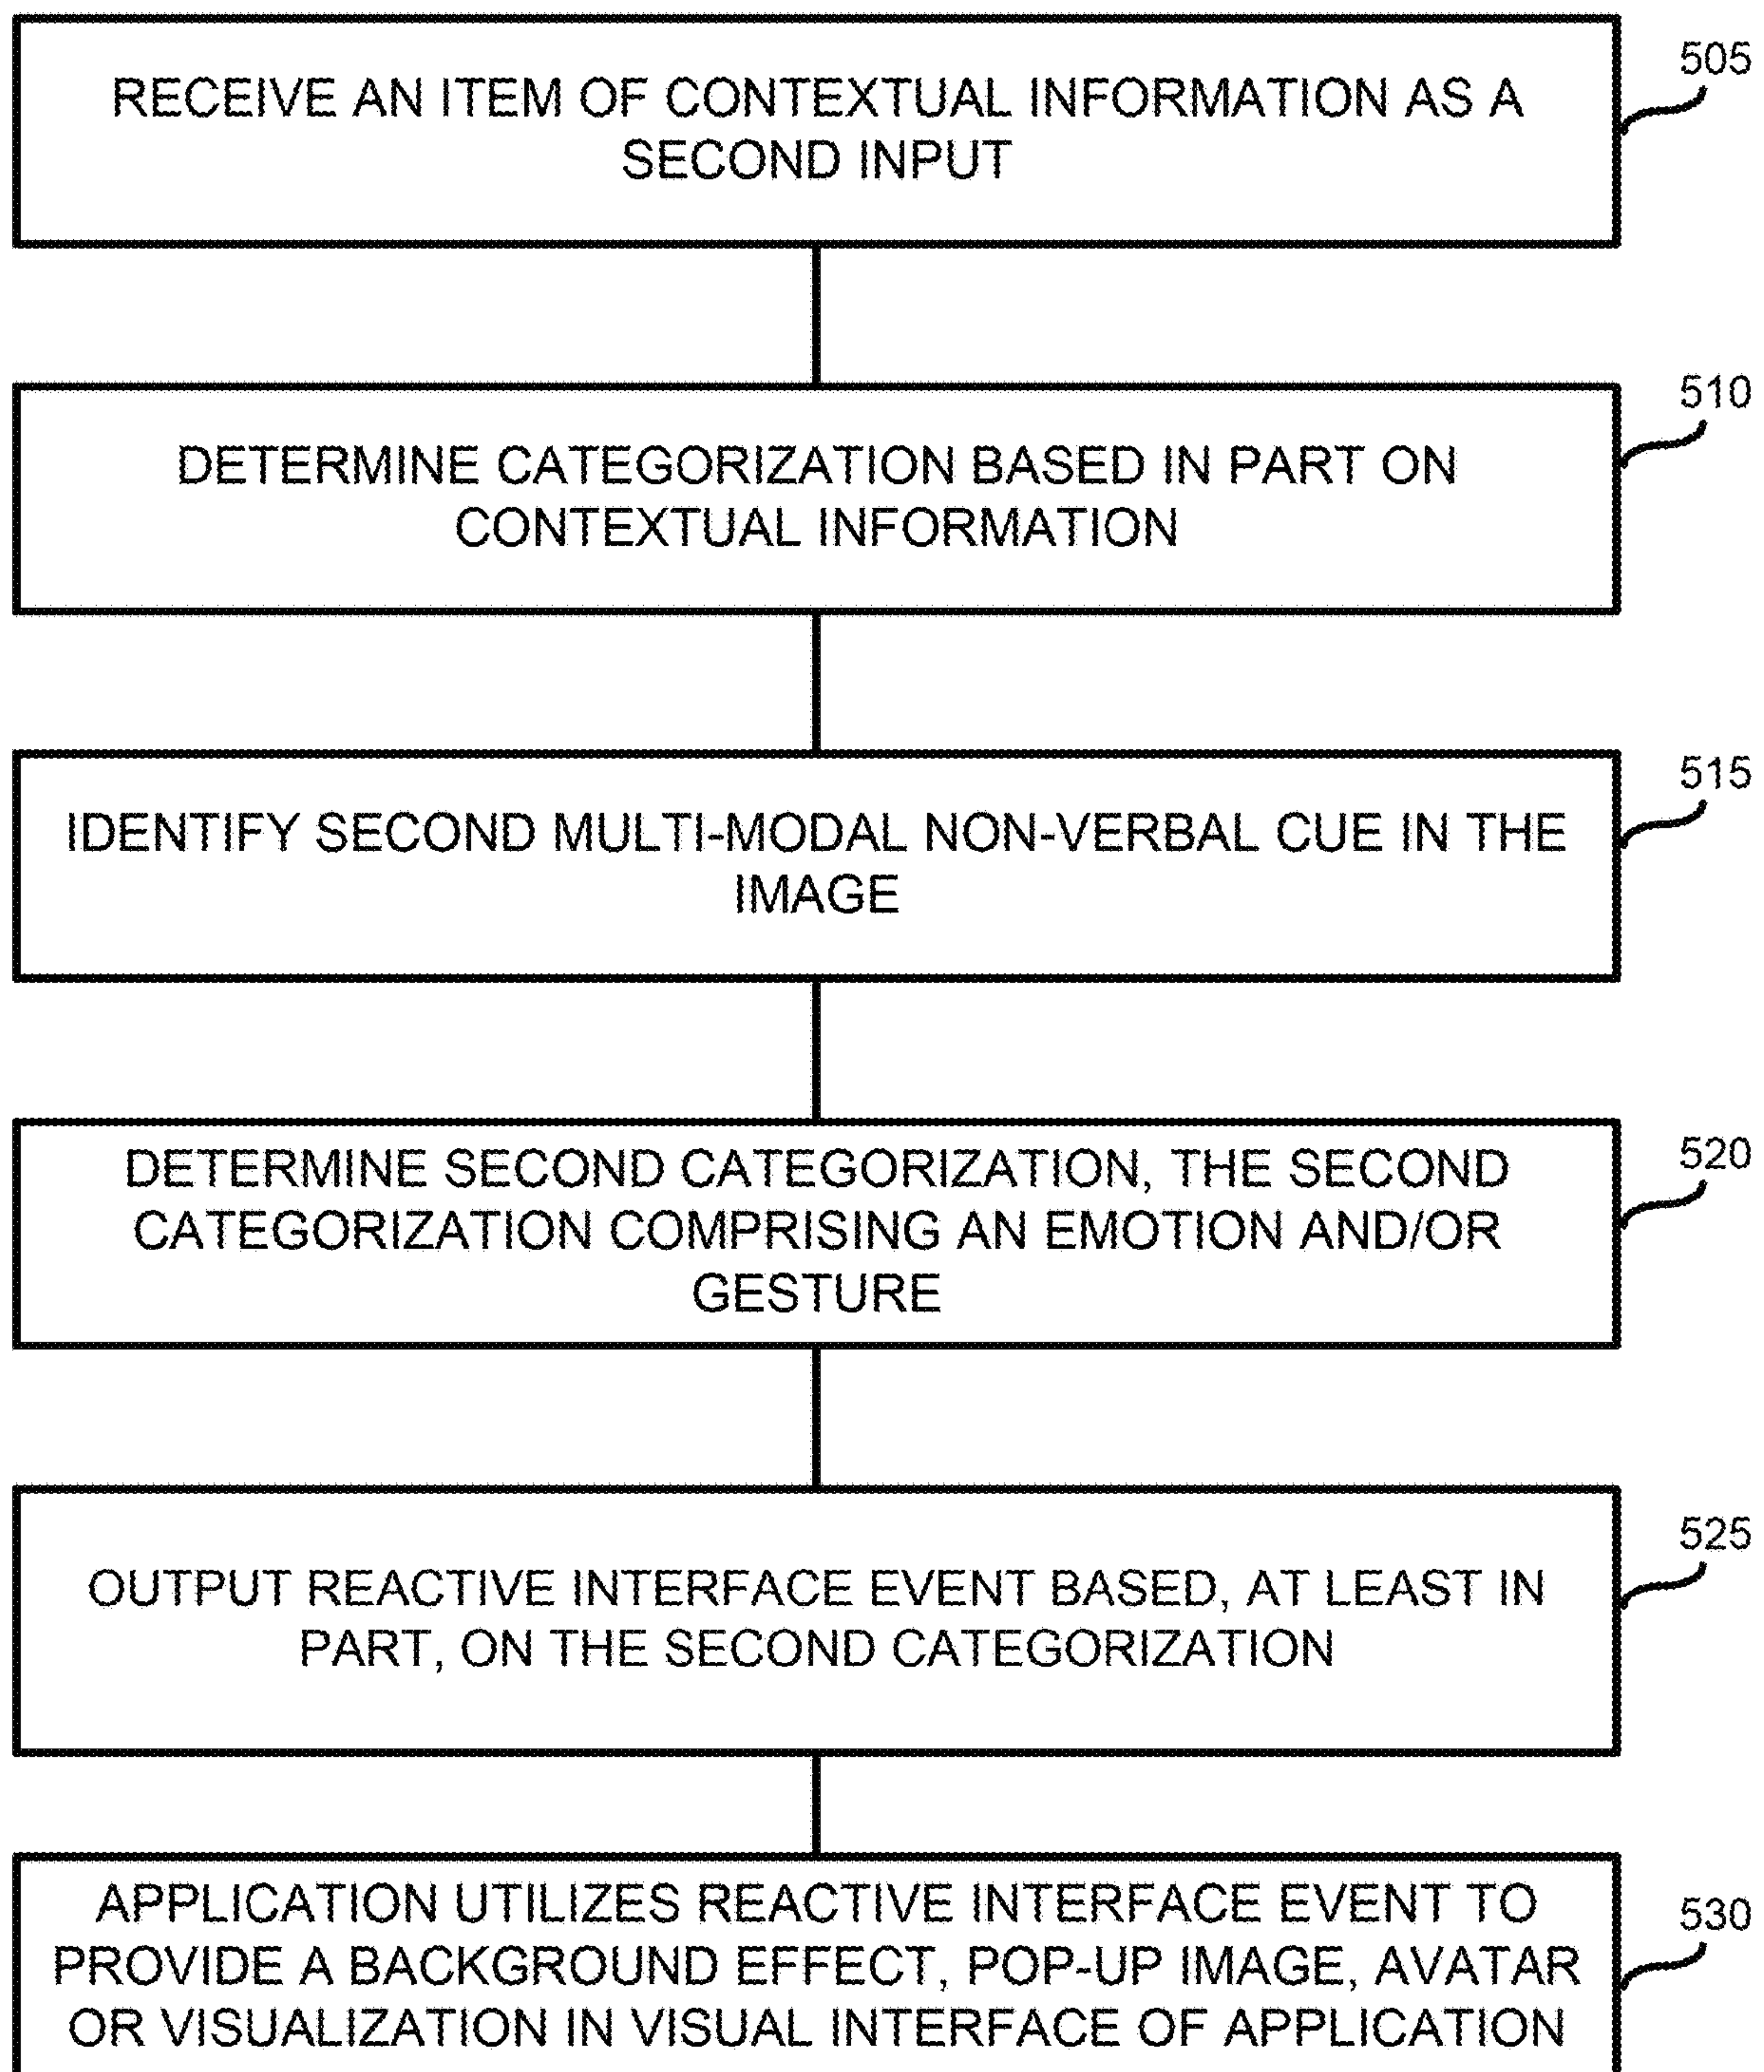 505
RECEIVE AN ITEM OF CONTEXTUAL INFORMATION AS A
SECOND INPUT
510
DETERMINE CATEGORIZATION BASED IN PART ON
CONTEXTUAL INFORMATION
515
IDENTIFY SECOND MULTI-MODAL NON-VERBAL CUE IN THE
IMAGE
520
DETERMINE SECOND CATEGORIZATION, THE SECOND
CATEGORIZATION COMPRISING AN EMOTION AND/OR
GESTURE
525
OUTPUT REACTIVE INTERFACE EVENT BASED, AT LEAST IN
PART, ON THE SECOND CATEGORIZATION
530
APPLICATION UTILIZES REACTIVE INTERFACE EVENT TO
PROVIDE A BACKGROUND EFFECT, POP-UP IMAGE, AVATAR
OR VISUALIZATION IN VISUAL INTERFACE OF APPLICATION